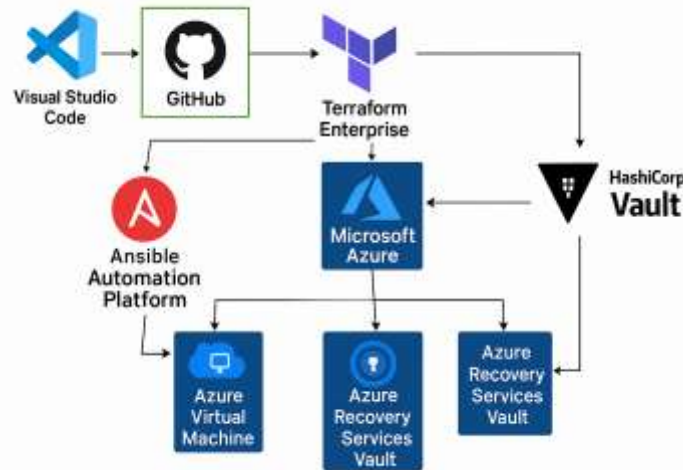 Visual Studio
Code
GitHub
Terraform
Enterprise
HashiCorp
Vault
Ansible
Automation
Platform
Microsoft
Azure
Azure
Virtual
Machine
Azure
Recovery
Services
Vault
Azure
Recovery
Services
Vault